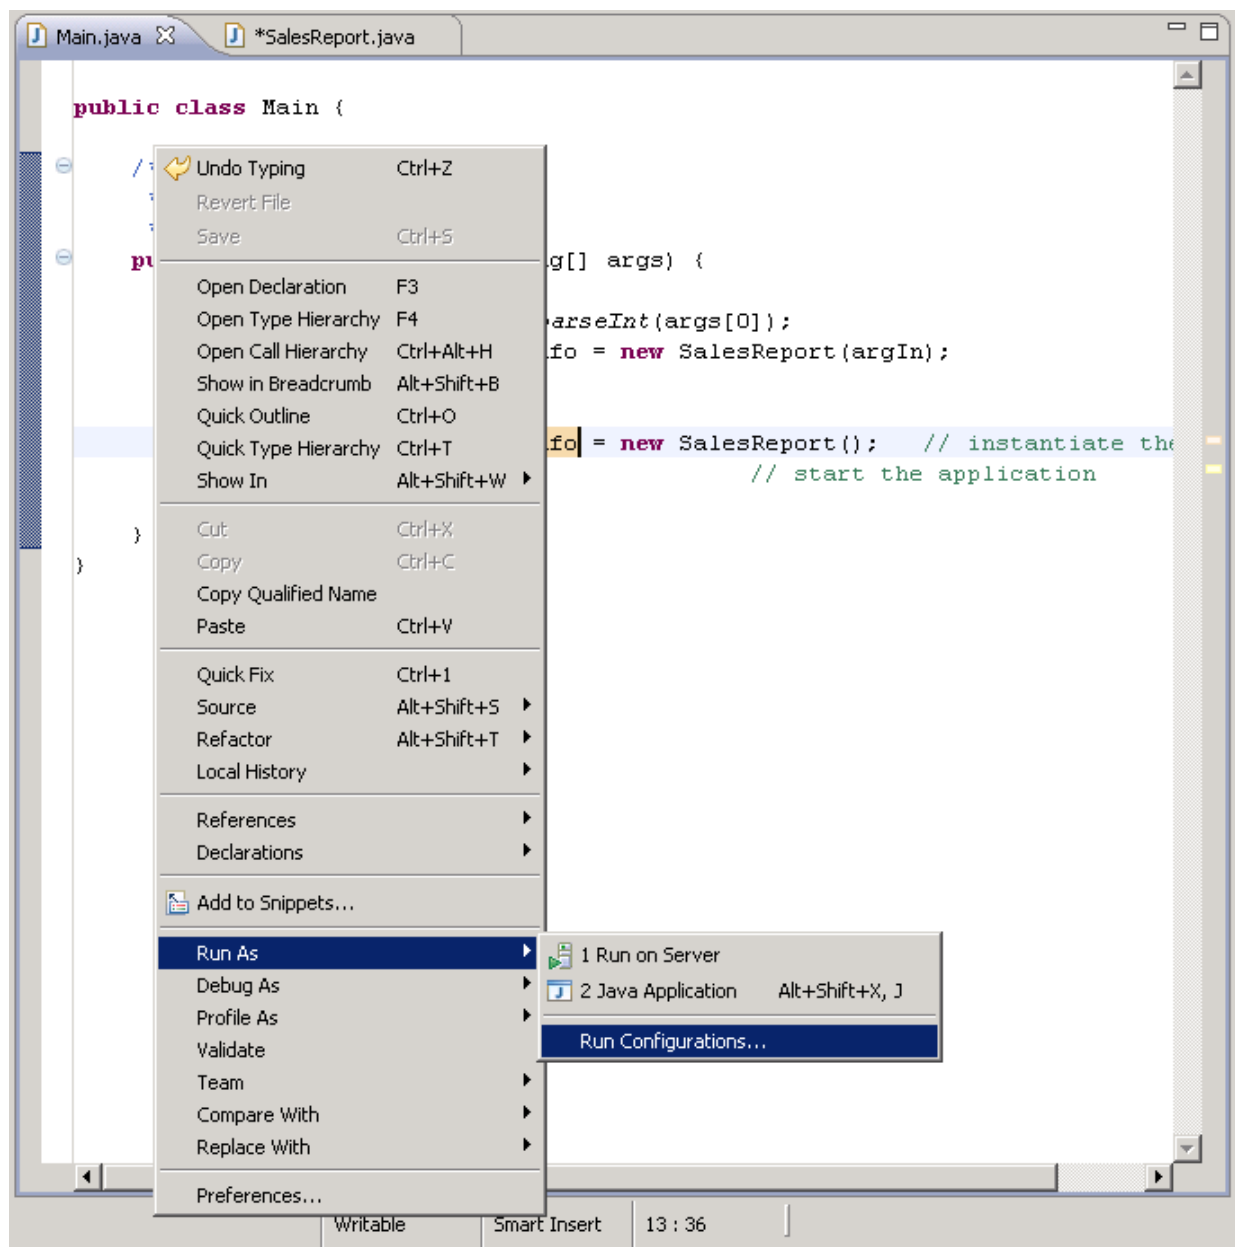 Main.java *SalesReport.java
public class Main {
Undo Typing Ctrl+Z
Revert File
Save Ctrl+S
g[] args) {
Open Declaration F3
Open Type Hierarchy F4
arseInt(args[0]);
Open Call Hierarchy Ctrl+Alt+H
fo = new SalesReport(argIn);
Show in Breadcrumb Alt+Shift+B
Quick Outline Ctrl+O
Quick Type Hierarchy Ctrl+T
fo = new SalesReport(); // instantiate the
Show In Alt+Shift+W
// start the application
Cut Ctrl+X
}
Copy Ctrl+C
}
Copy Qualified Name
Paste Ctrl+V
Quick Fix Ctrl+1
Source Alt+Shift+S
Refactor Alt+Shift+T
Local History
References
Declarations
Add to Snippets...
Run As
1 Run on Server
Debug As
2 Java Application Alt+Shift+X, J
Profile As
Run Configurations...
Validate
Team
Compare With
Replace With
Preferences...
Writable Smart Insert 13 : 36